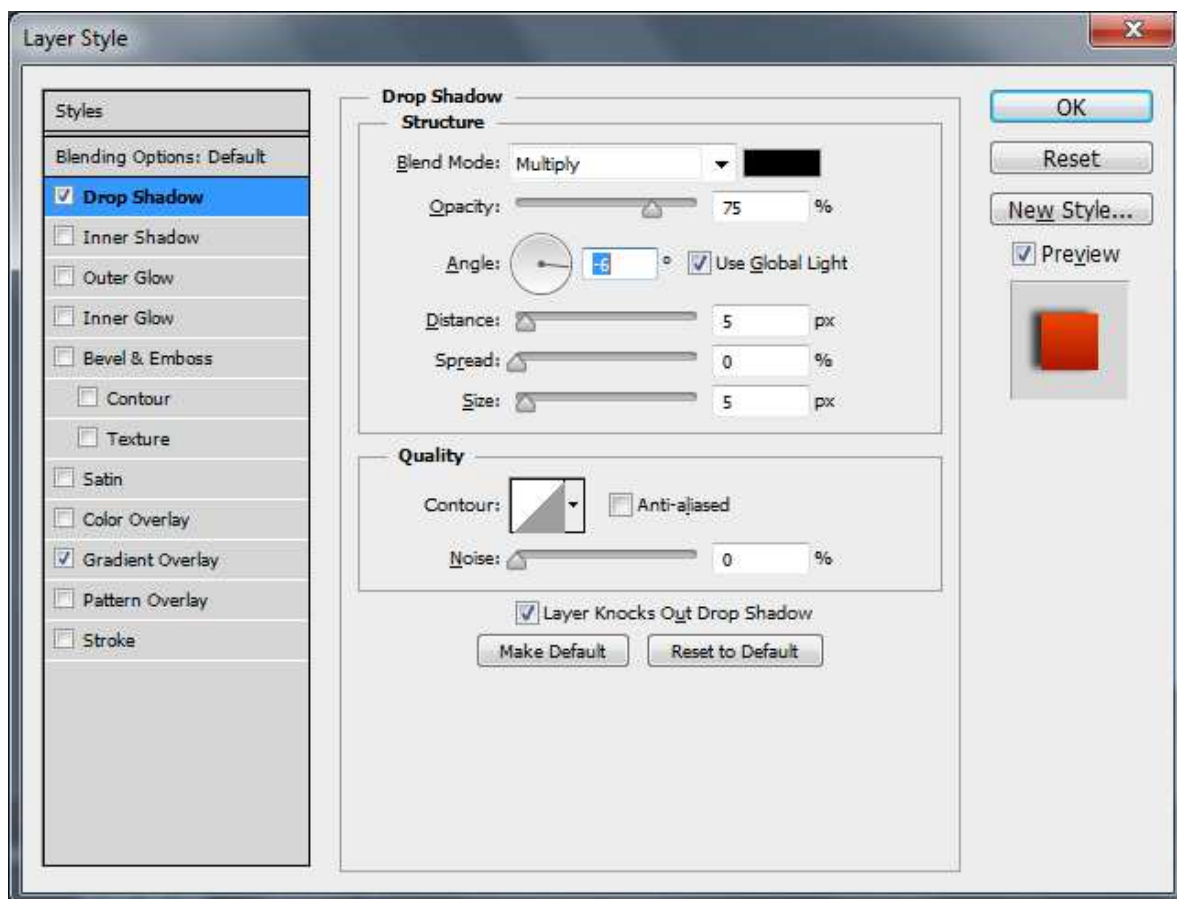 Layer Style
Styles
Blending Options: Default
Drop Shadow
Inner Shadow
Outer Glow
Inner Glow
Bevel & Emboss
Contour
Texture
Satin
Color Overlay
Gradient Overlay
Pattern Overlay
Stroke
Drop Shadow
Structure
Blend Mode: Multiply
Opacity: 75 %
Angle: -6 ° Use Global Light
Distance: 5 px
Spread: 0 %
Size: 5 px
Quality
Contour: Anti-aliased
Noise: 0 %
Layer Knocks Out Drop Shadow
Make Default Reset to Default
OK
Reset
New Style...
Preview